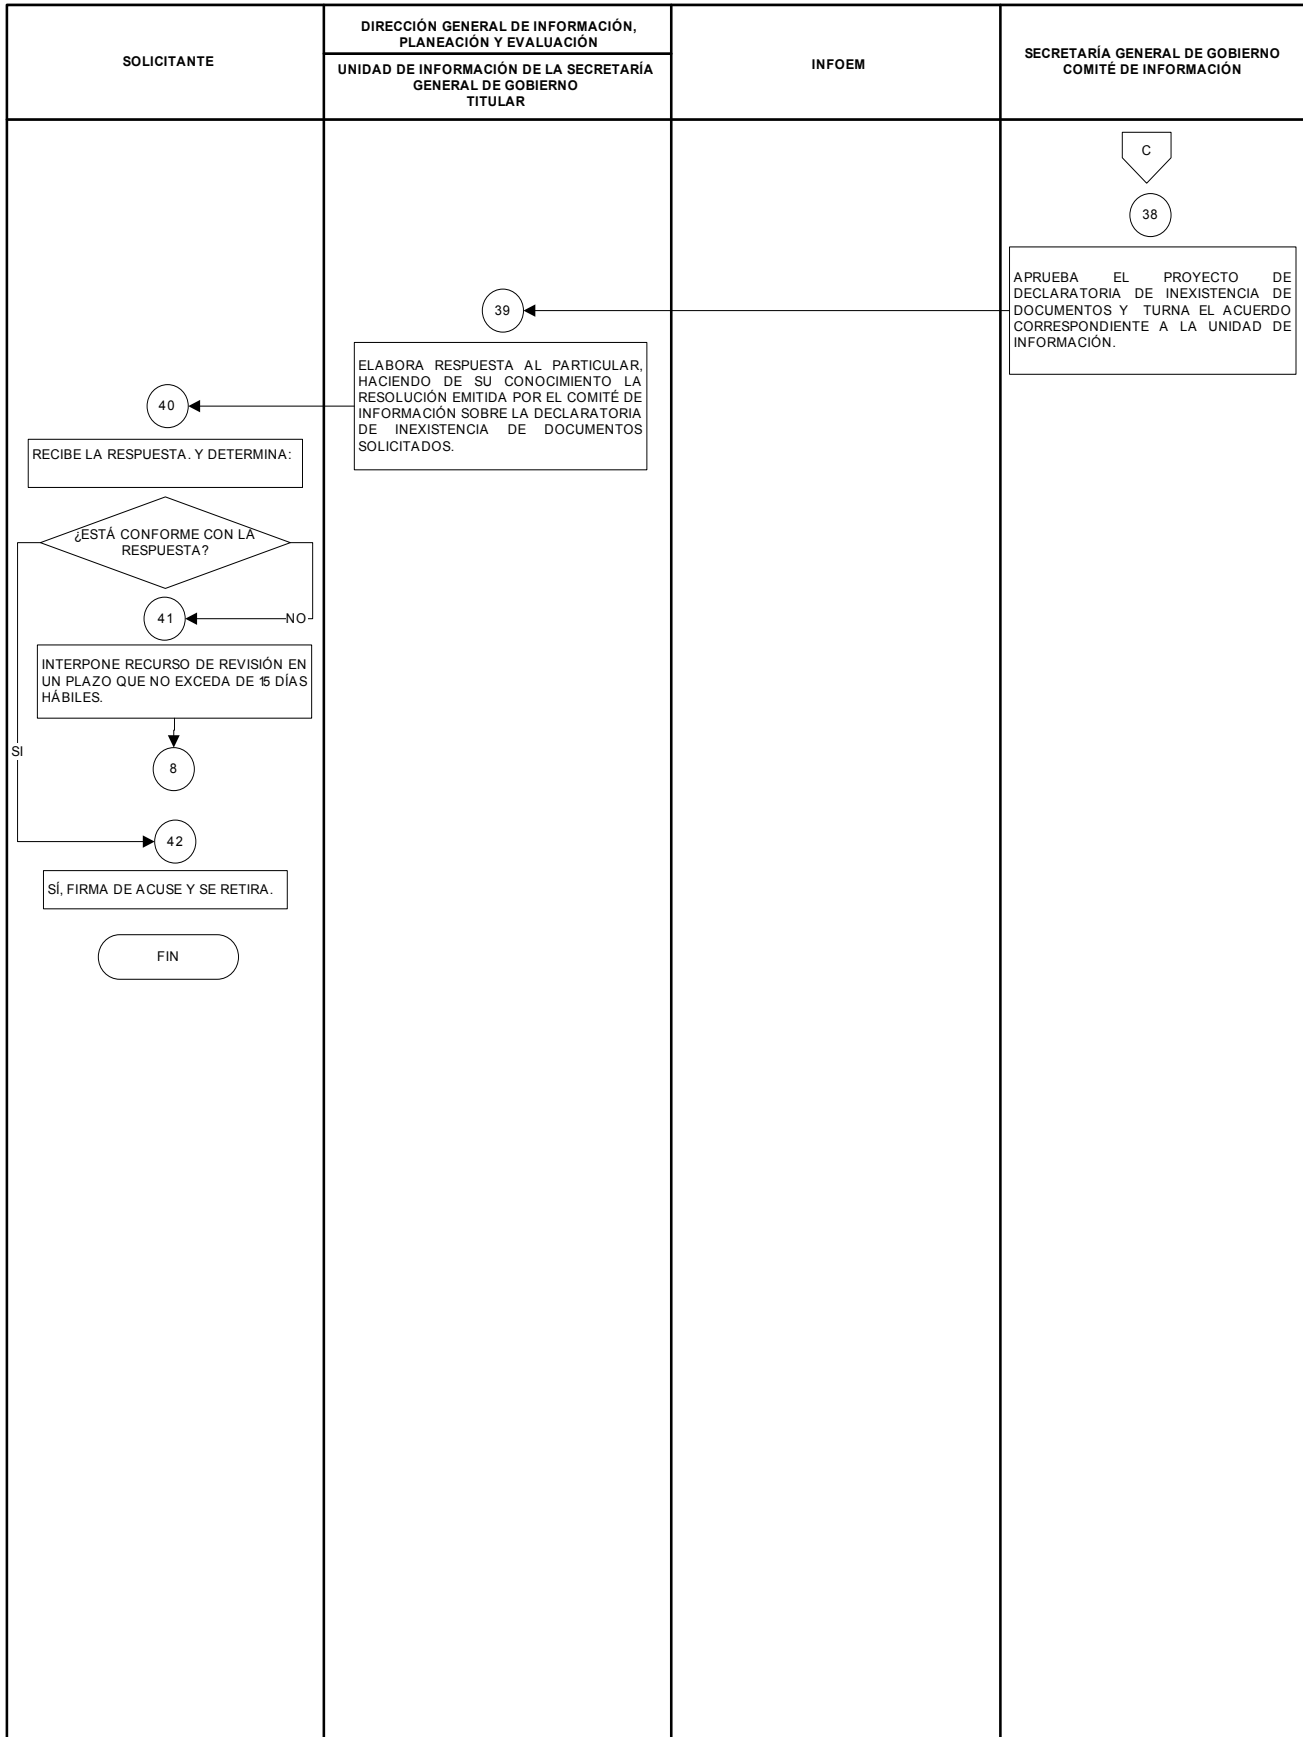 SOLICITANTE
DIRECCIÓN GENERAL DE INFORMACIÓN,
PLANEACIÓN Y EVALUACIÓN
UNIDAD DE INFORMACIÓN DE LA SECRETARÍA
GENERAL DE GOBIERNO
TITULAR
INFOEM
SECRETARÍA GENERAL DE GOBIERNO
COMITÉ DE INFORMACIÓN
C
38
APRUEBA EL PROYECTO DE
DECLARATORIA DE INEXISTENCIA DE
DOCUMENTOS Y TURNA EL ACUERDO
CORRESPONDIENTE A LA UNIDAD DE
INFORMACIÓN.
39
ELABORA RESPUESTA AL PARTICULAR,
HACIENDO DE SU CONOCIMIENTO LA
RESOLUCIÓN EMITIDA POR EL COMITÉ DE
INFORMACIÓN SOBRE LA DECLARATORIA
DE INEXISTENCIA DE DOCUMENTOS
SOLICITADOS.
40
RECIBE LA RESPUESTA. Y DETERMINA:
¿ESTÁ CONFORME CON LA
RESPUESTA?
41
NO
INTERPONE RECURSO DE REVISIÓN EN
UN PLAZO QUE NO EXCEDA DE 15 DÍAS
HÁBILES.
SI
8
42
SÍ, FIRMA DE ACUSE Y SE RETIRA.
FIN